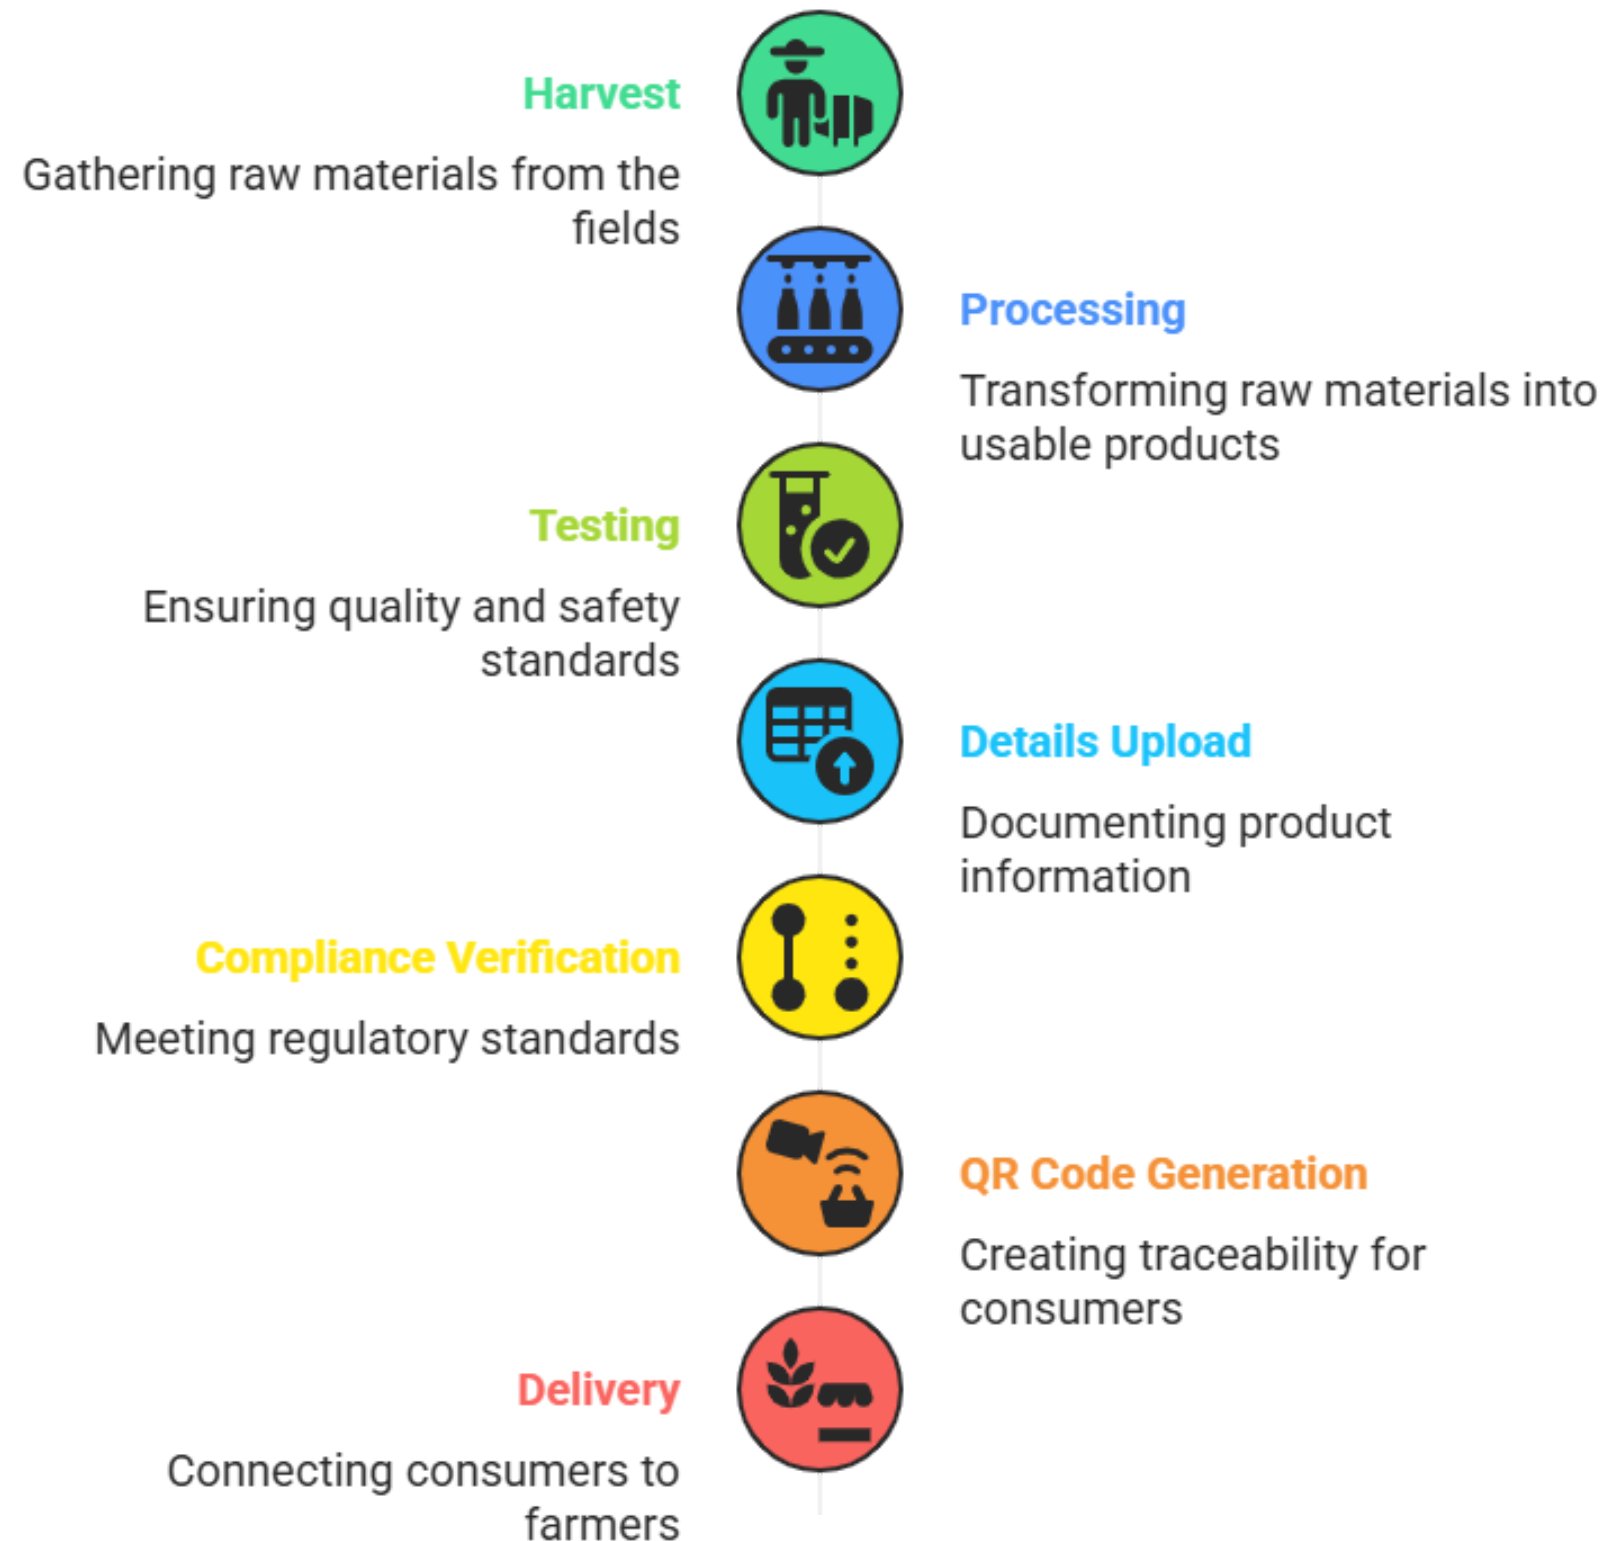 Harvest
Gathering raw materials from the
fields
Processing
Transforming raw materials into
usable products
Testing
Ensuring quality and safety
standards
Details Upload
Documenting product
information
Compliance Verification
Meeting regulatory standards
QR Code Generation
Creating traceability for
consumers
Delivery
Connecting consumers to
farmers